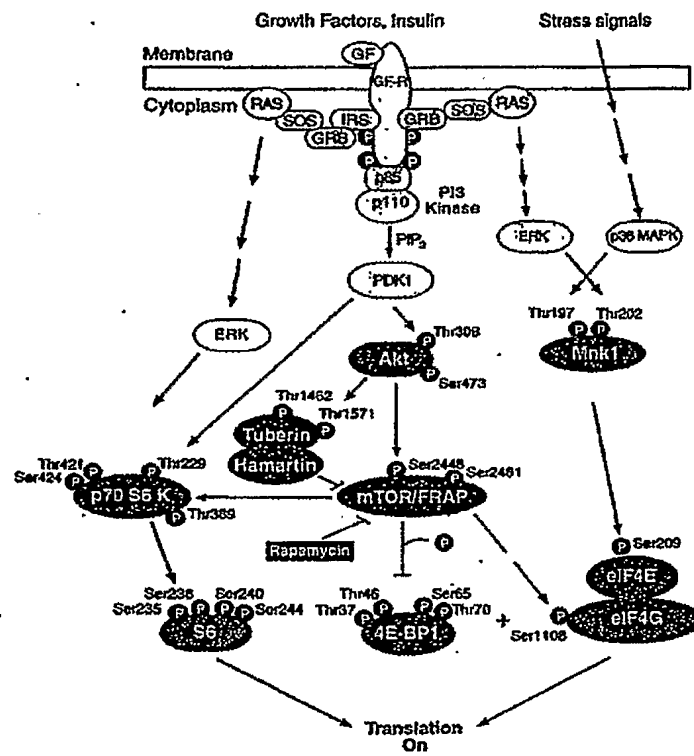 Growth Factors, Insulin
Stress signals
Membrane
GF
GF-R
Cytoplasm
RAS
SOS
IRS
GRB
GRB
SOS
RAS
P
P
P
P
p85
p110
PI3
Kinase
PIP3
ERK
p38 MAPK
PDK1
Thr197
Thr202
P
P
Mnk1
ERK
Thr308
P
Akt
P
Ser473
Thr1462
P
Thr1571
P
Tuberin
Hamartin
Thr421
Ser424
P
P
Thr229
P
p70 S6 K
P
Thr389
Ser2448
P
Ser2481
P
mTOR/FRAP
Rapamycin
P
Ser209
P
eIF4E
eIF4G
P
Ser1108
+
Ser236
Ser235
Ser240
Ser244
P
P
P
P
S6
Thr46
Thr37
Ser65
Thr70
P
P
P
P
4E-BP1
Translation
On